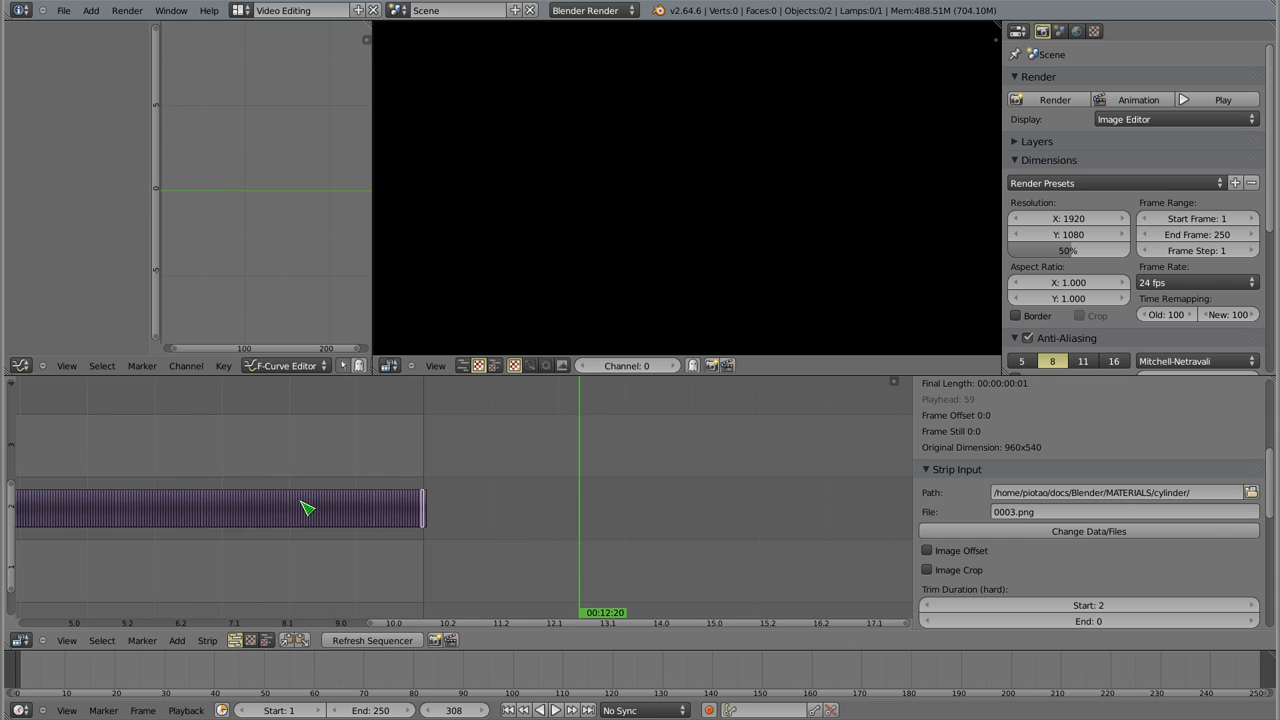 File Add Render Window Help Video Editing Scene Blender Render v2.64.6 | Verts:0 | Faces:0 | Objects:0/2 | Lamps:0/1 | Mem:488.51M (704.10M)
5
0
-5
100 200
View Select Marker Channel Key F-Curve Editor
View Channel: 0
Scene
Render
Render Animation Play
Display: Image Editor
Layers
Dimensions
Render Presets
Resolution: Frame Range:
X: 1920 Start Frame: 1
Y: 1080 End Frame: 250
50% Frame Step: 1
Aspect Ratio: Frame Rate:
X: 1.000 24 fps
Y: 1.000 Time Remapping:
Border Crop Old: 100 New: 100
Anti-Aliasing
5 8 11 16 Mitchell-Netravali
4
3
2
1
00:12:20
5.0 5.2 6.2 7.1 8.1 9.0 10.0 10.2 11.2 12.1 13.1 14.0 15.0 15.2 16.2 17.1
Final Length: 00:00:00:01
Playhead: 59
Frame Offset 0:0
Frame Still 0:0
Original Dimension: 960x540
Strip Input
Path: /home/piotao/docs/Blender/MATERIALS/cylinder/
File: 0003.png
Change Data/Files
Image Offset
Image Crop
Trim Duration (hard):
Start: 2
End: 0
View Select Marker Add Strip Refresh Sequencer
0 10 20 30 40 50 60 70 80 90 100 110 120 130 140 150 160 170 180 190 200 210 220 230 240 250
View Marker Frame Playback Start: 1 End: 250 308 No Sync